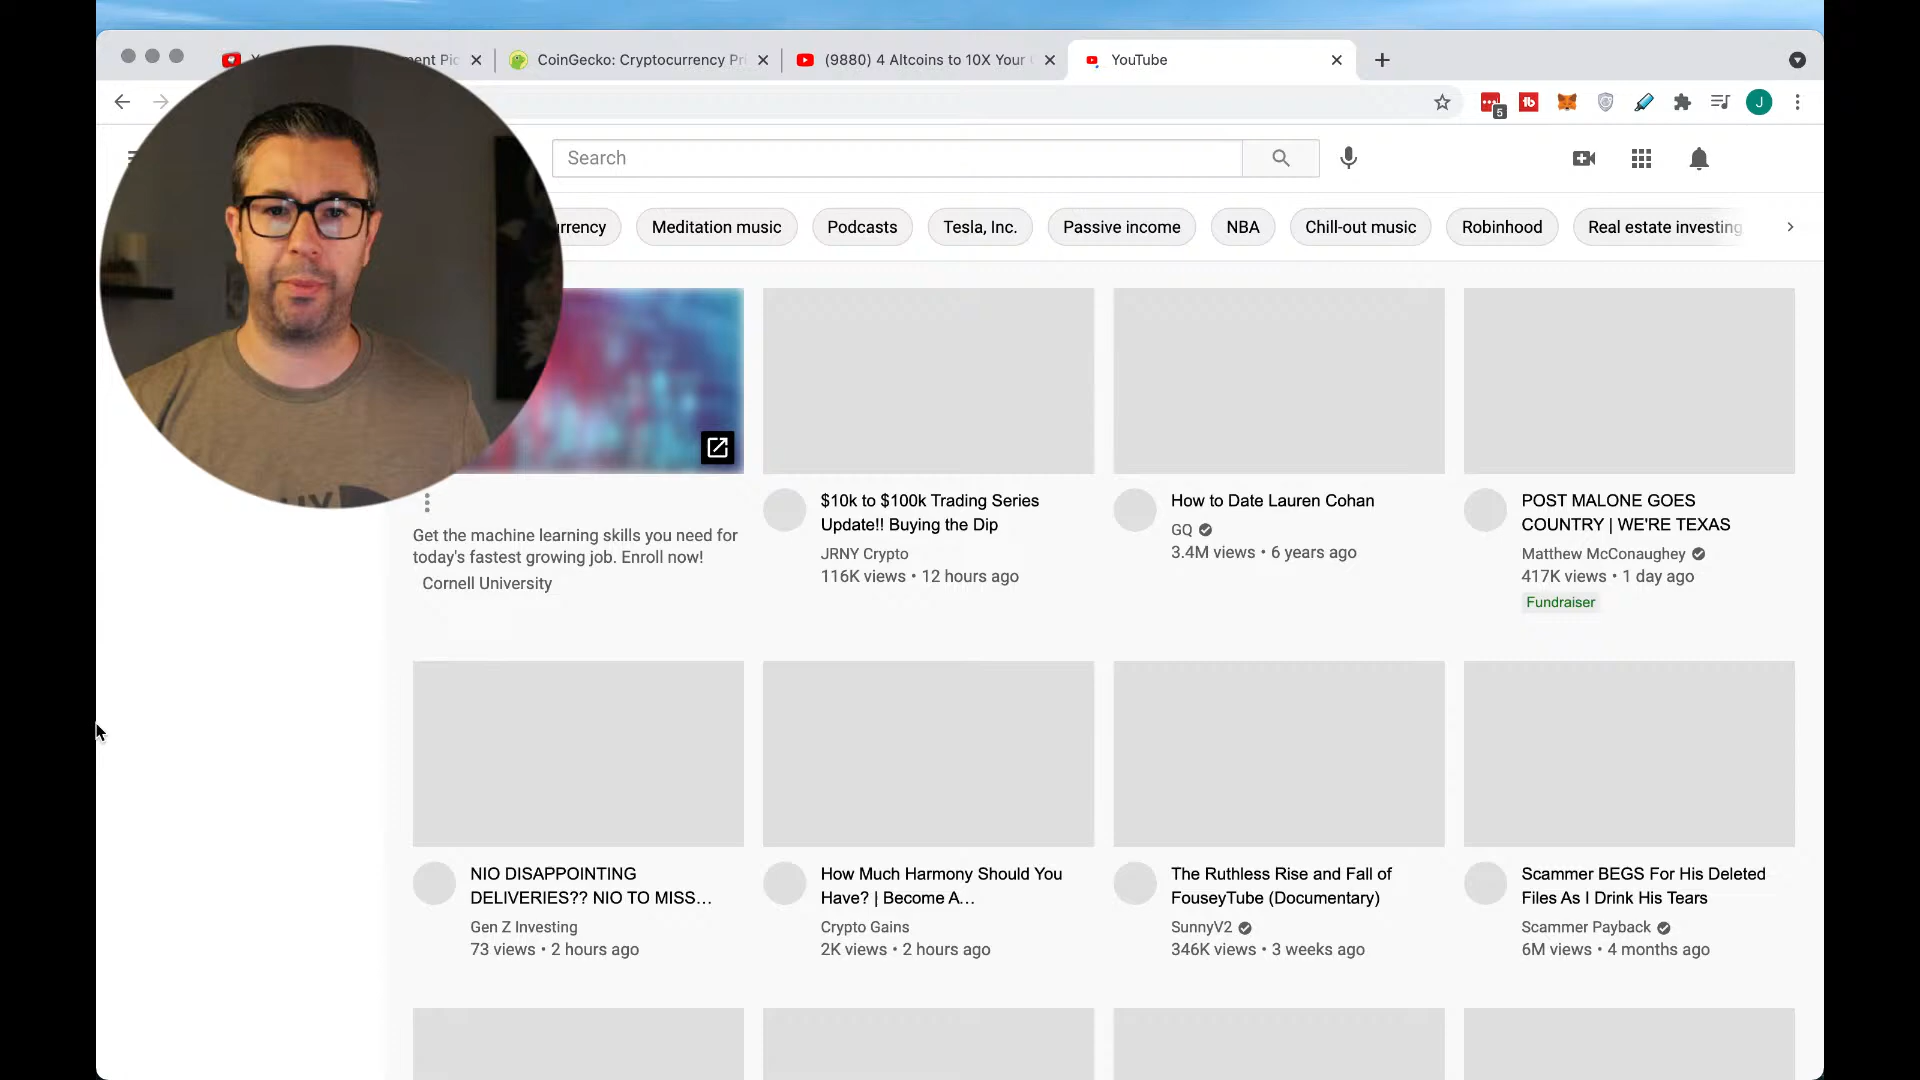 ent Pic
CoinGecko: Cryptocurrency Pri
(9880) 4 Altcoins to 10X Your
YouTube
5
tb
J
Search
urrency
Meditation music
Podcasts
Tesla, Inc.
Passive income
NBA
Chill-out music
Robinhood
Real estate investing
Get the machine learning skills you need for
today's fastest growing job. Enroll now!
Cornell University
$10k to $100k Trading Series
Update!! Buying the Dip
JRNY Crypto
116K views • 12 hours ago
How to Date Lauren Cohan
GQ
3.4M views • 6 years ago
POST MALONE GOES
COUNTRY | WE'RE TEXAS
Matthew McConaughey
417K views • 1 day ago
Fundraiser
NIO DISAPPOINTING
DELIVERIES?? NIO TO MISS...
Gen Z Investing
73 views • 2 hours ago
How Much Harmony Should You
Have? | Become A...
Crypto Gains
2K views • 2 hours ago
The Ruthless Rise and Fall of
FouseyTube (Documentary)
SunnyV2
346K views • 3 weeks ago
Scammer BEGS For His Deleted
Files As I Drink His Tears
Scammer Payback
6M views • 4 months ago